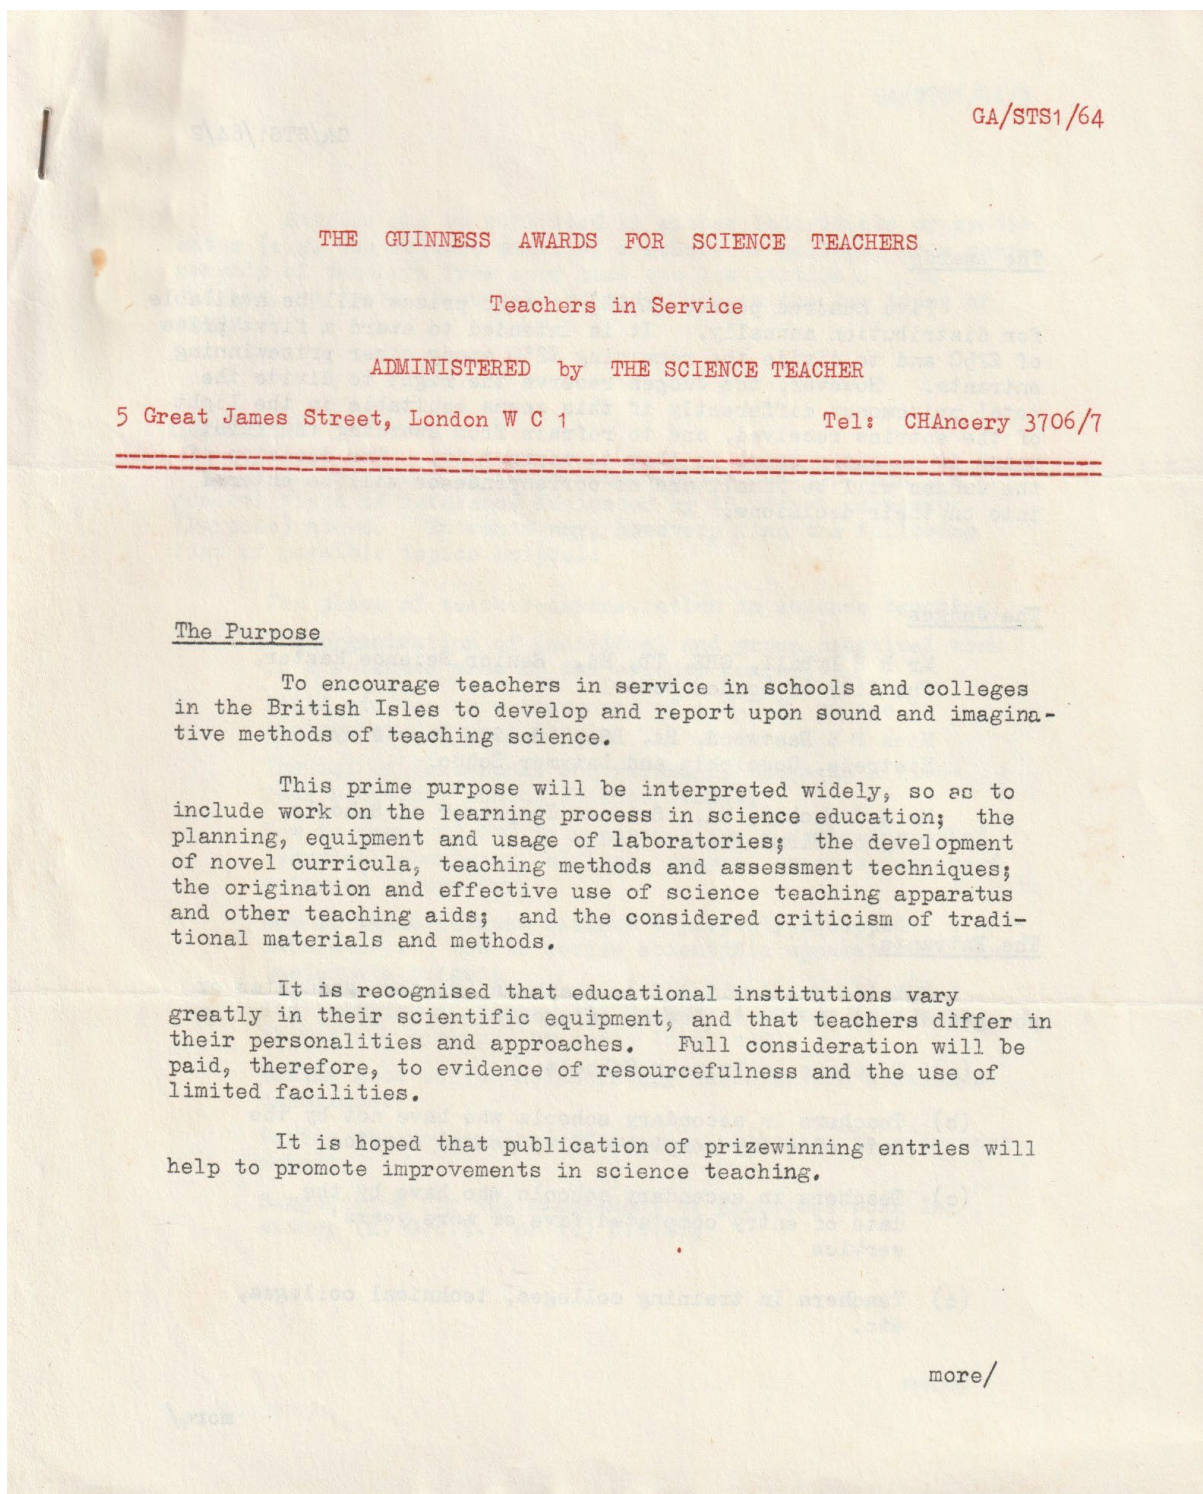 GA/STS1/64
THE GUINNESS AWARDS FOR SCIENCE TEACHERS
Teachers in Service
ADMINISTERED by THE SCIENCE TEACHER
5 Great James Street, London W C 1 Tel: CHAncery 3706/7
The Purpose
To encourage teachers in service in schools and colleges
in the British Isles to develop and report upon sound and imagina-
tive methods of teaching science.
This prime purpose will be interpreted widely, so as to
include work on the learning process in science education; the
planning, equipment and usage of laboratories; the development
of novel curricula, teaching methods and assessment techniques;
the origination and effective use of science teaching apparatus
and other teaching aids; and the considered criticism of tradi-
tional materials and methods.
It is recognised that educational institutions vary
greatly in their scientific equipment, and that teachers differ in
their personalities and approaches. Full consideration will be
paid, therefore, to evidence of resourcefulness and the use of
limited facilities.
It is hoped that publication of prizewinning entries will
help to promote improvements in science teaching.
more/